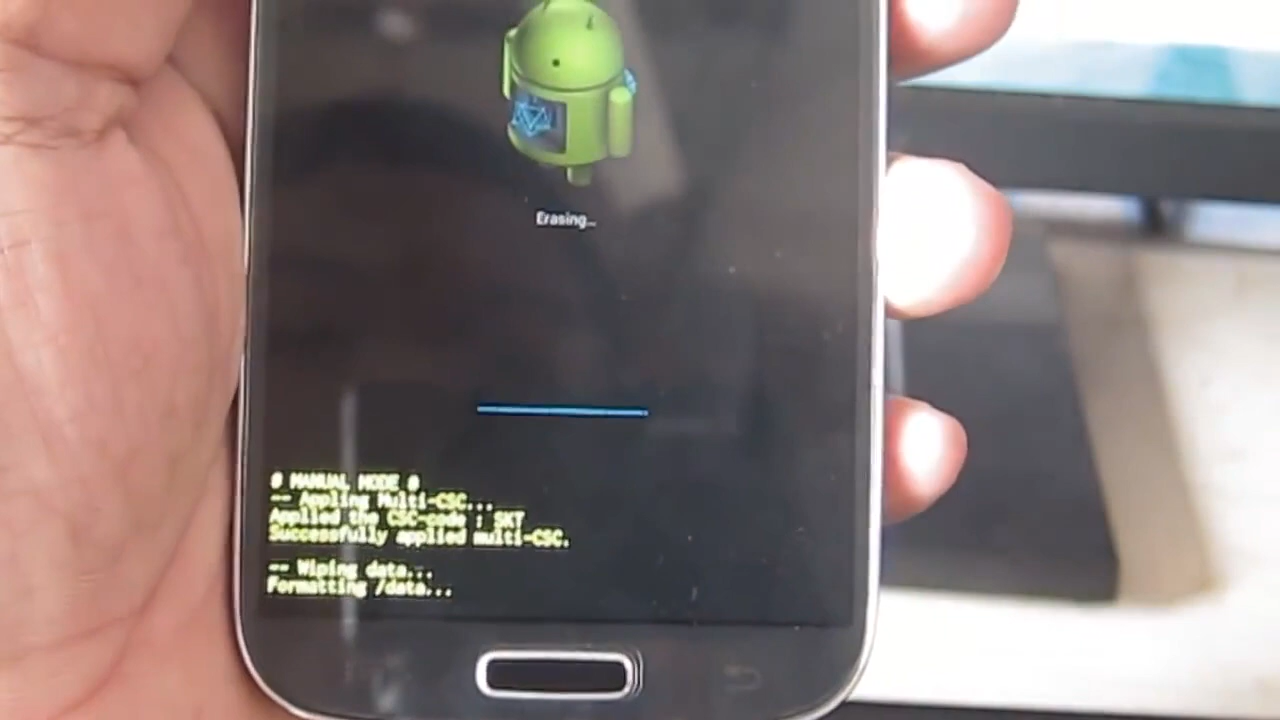 Erasing...
# MANUAL MODE #
-- Appling Multi-CSC...
Applied the CSC-code : SKT
Successfully applied multi-CSC.
-- Wiping data...
Formatting /data...